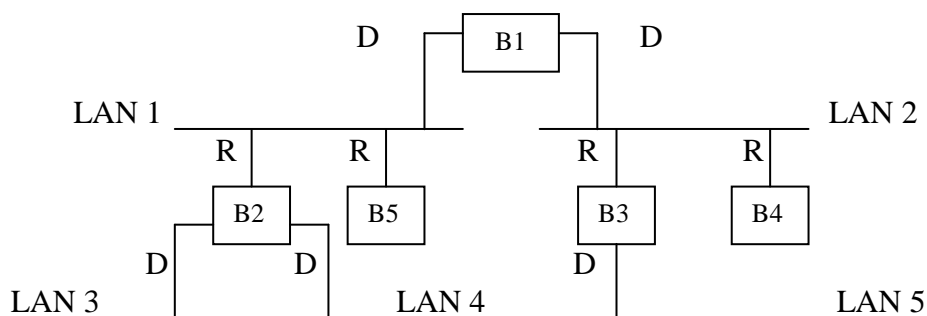 D B1 D
LAN 1 LAN 2
R R R R
B2 B5 B3 B4
D D D
LAN 3 LAN 4 LAN 5